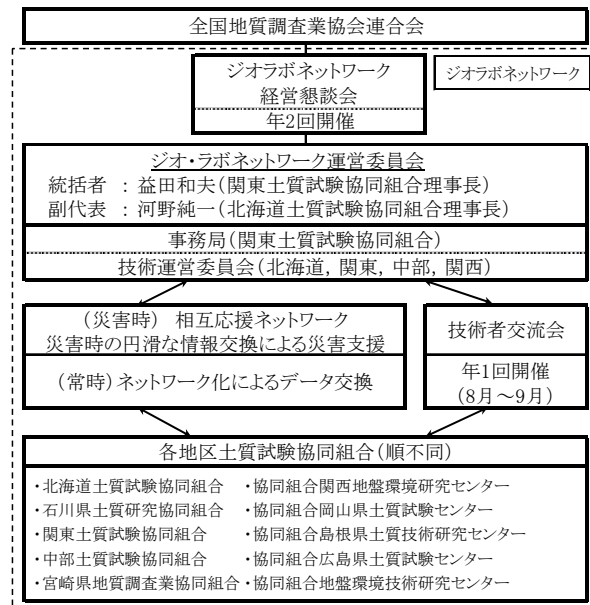 全国地質調査業協会連合会
ジオラボネットワーク
経営懇談会
年2回開催
ジオラボネットワーク
ジオ・ラボネットワーク運営委員会
統括者 : 益田和夫(関東土質試験協同組合理事長)
副代表 : 河野純一(北海道土質試験協同組合理事長)
事務局(関東土質試験協同組合)
技術運営委員会(北海道, 関東, 中部, 関西)
(災害時) 相互応援ネットワーク
災害時の円滑な情報交換による災害支援
(常時)ネットワーク化によるデータ交換
技術者交流会
年1回開催
(8月～9月)
各地区土質試験協同組合(順不同)
・北海道土質試験協同組合 ・協同組合関西地盤環境研究センター
・石川県土質研究協同組合 ・協同組合岡山県土質試験センター
・関東土質試験協同組合 ・協同組合島根県土質技術研究センター
・中部土質試験協同組合 ・協同組合広島県土質試験センター
・宮崎県地質調査業協同組合 ・協同組合地盤環境技術研究センター